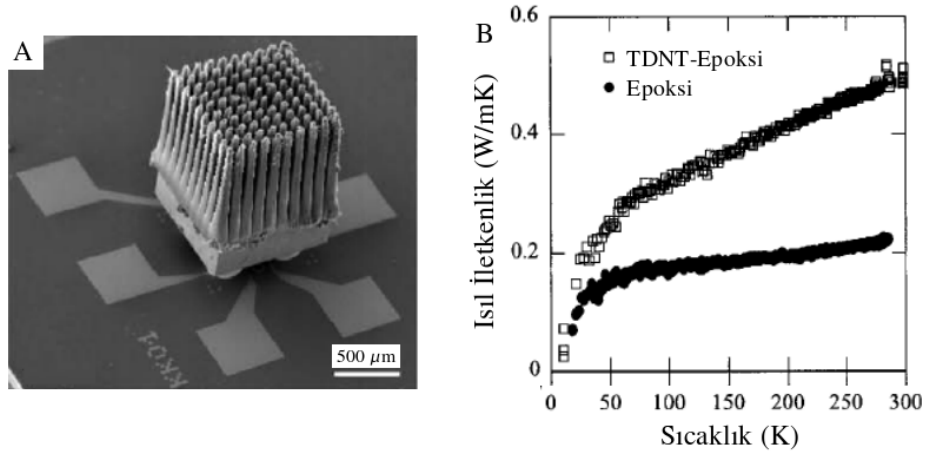 A
KK01
500 µm
B
0.6
0.4
0.2
0
TDNT-Epoksi
Epoksi
Isıl İletkenlik (W/mK)
0
50
100
150
200
250
300
Sıcaklık (K)